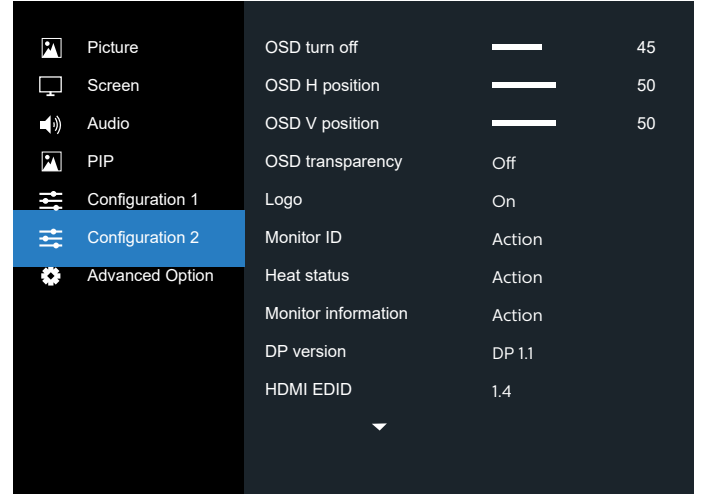 Picture
Screen
Audio
PIP
Configuration 1
Configuration 2
Advanced Option
OSD turn off 45
OSD H position 50
OSD V position 50
OSD transparency Off
Logo On
Monitor ID Action
Heat status Action
Monitor information Action
DP version DP 1.1
HDMI EDID 1.4